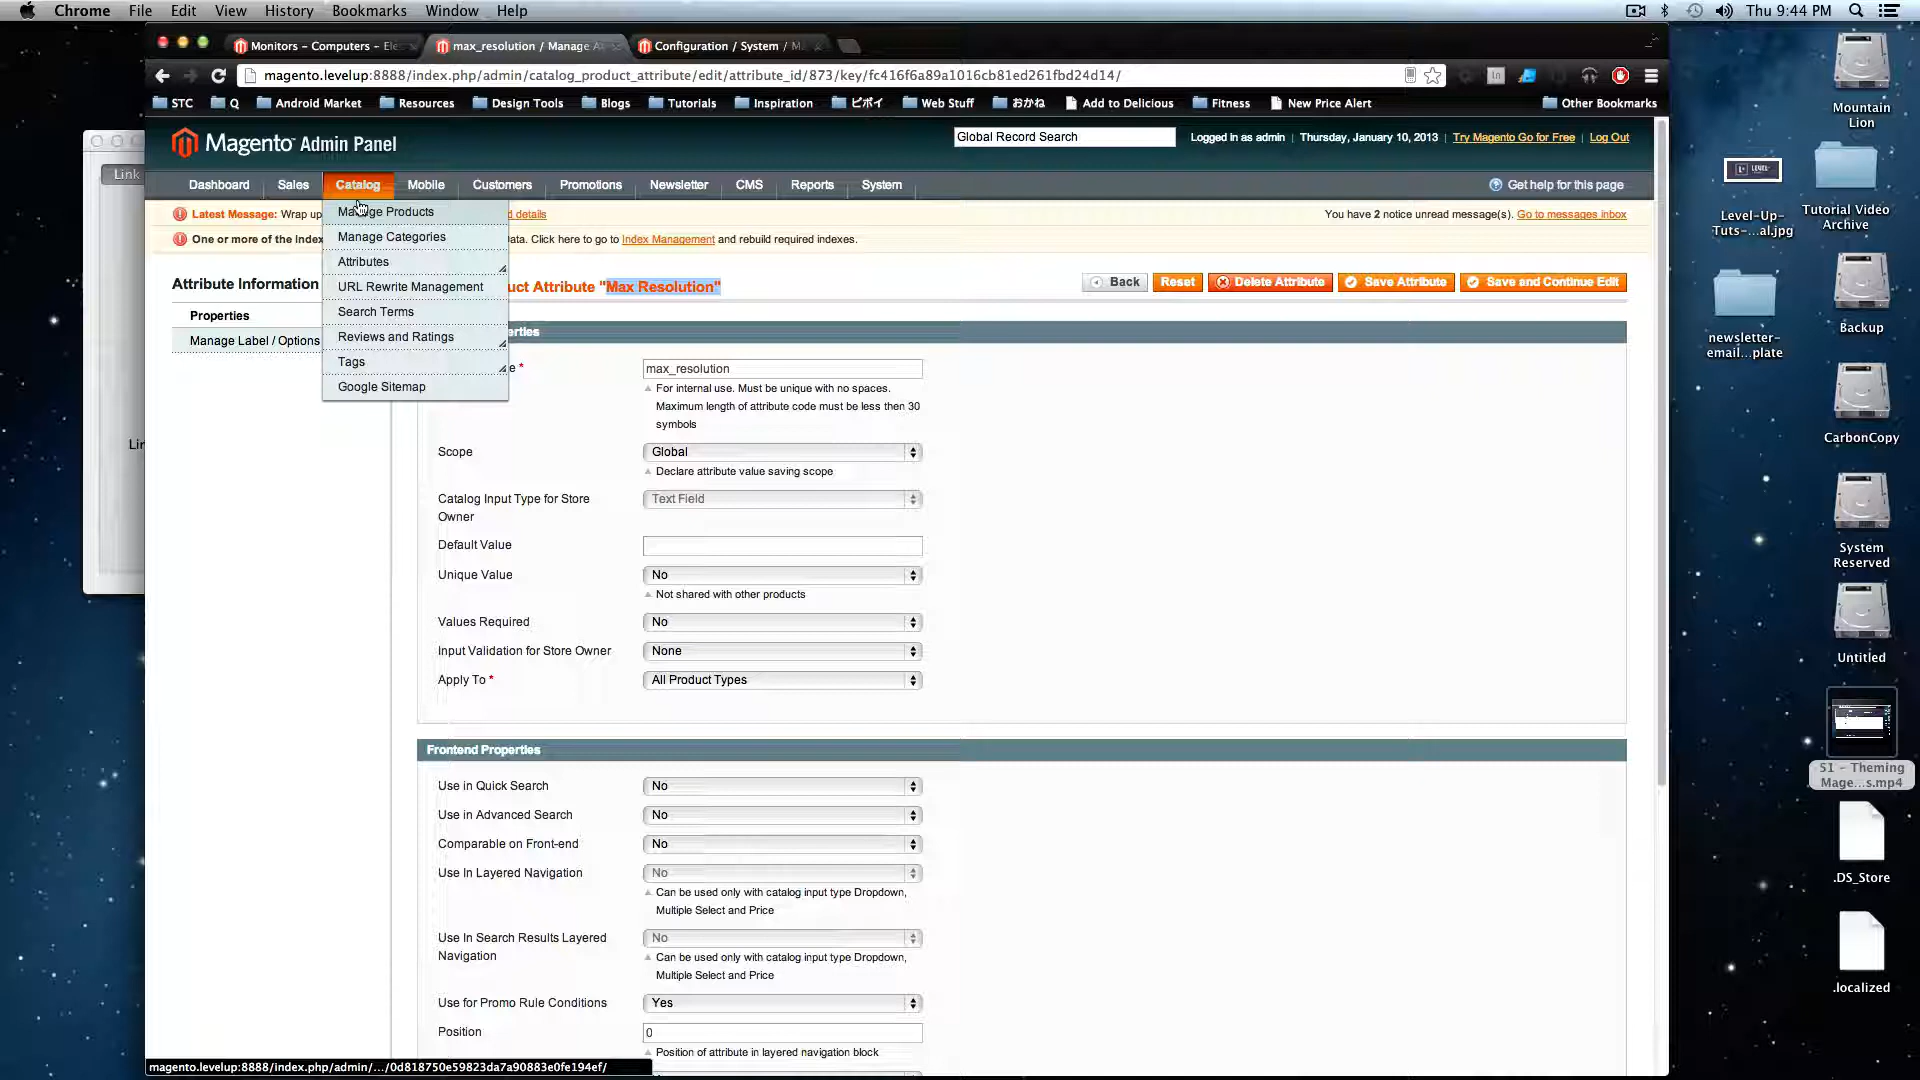 Chrome File Edit View History Bookmarks Window Help Thu 9:44 PM
Monitors - Computers - Ele
max_resolution / Manage A
Configuration / System / M
magento.levelup:8888/index.php/admin/catalog_product_attribute/edit/attribute_id/873/key/fc416f6a89a1016cb81ed261fbd24d14/
STC Q Android Market Resources Design Tools Blogs Tutorials Inspiration ビボイ Web Stuff おかね Add to Delicious Fitness New Price Alert Other Bookmarks
Magento Admin Panel
Global Record Search
Logged in as admin | Thursday, January 10, 2013 | Try Magento Go for Free | Log Out
Dashboard Sales Catalog Mobile Customers Promotions Newsletter CMS Reports System Get help for this page
Latest Message: Wrap up d details
You have 2 notice unread message(s). Go to messages inbox
One or more of the Index ata. Click here to go to Index Management and rebuild required indexes.
Manage Products
Manage Categories
Attributes
URL Rewrite Management
Search Terms
Reviews and Ratings
Tags
Google Sitemap
Attribute Information
Properties
Manage Label / Options
uct Attribute "Max Resolution"
Back Reset Delete Attribute Save Attribute Save and Continue Edit
erties
e * max_resolution
For internal use. Must be unique with no spaces.
Maximum length of attribute code must be less then 30
symbols
Scope Global
Declare attribute value saving scope
Catalog Input Type for Store
Owner
Text Field
Default Value
Unique Value No
Not shared with other products
Values Required No
Input Validation for Store Owner None
Apply To * All Product Types
Frontend Properties
Use in Quick Search No
Use in Advanced Search No
Comparable on Front-end No
Use In Layered Navigation No
Can be used only with catalog input type Dropdown,
Multiple Select and Price
Use In Search Results Layered
Navigation
No
Can be used only with catalog input type Dropdown,
Multiple Select and Price
Use for Promo Rule Conditions Yes
Position 0
Position of attribute in layered navigation block
magento.levelup:8888/index.php/admin/.../0d818750e59823da7a90883e0fe194ef/
Link
Lin
Mountain
Lion
Level-Up-
Tuts-...al.jpg
Tutorial Video
Archive
newsletter-
email...plate
Backup
CarbonCopy
System
Reserved
Untitled
51 - Theming
Mage...s.mp4
.DS_Store
.localized